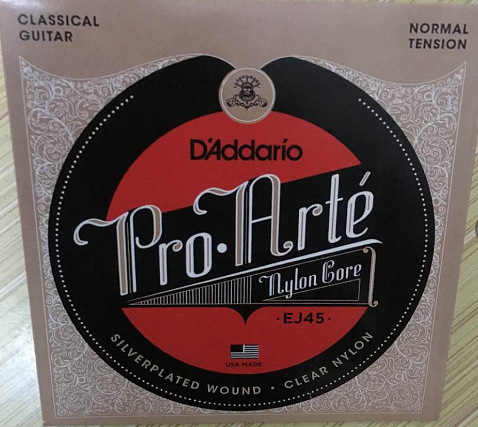 CLASSICAL
GUITAR
NORMAL
TENSION
D'Addario
Pro·Arté
Nylon Core
·EJ45·
USA MADE
SILVERPLATED WOUND • CLEAR NYLON